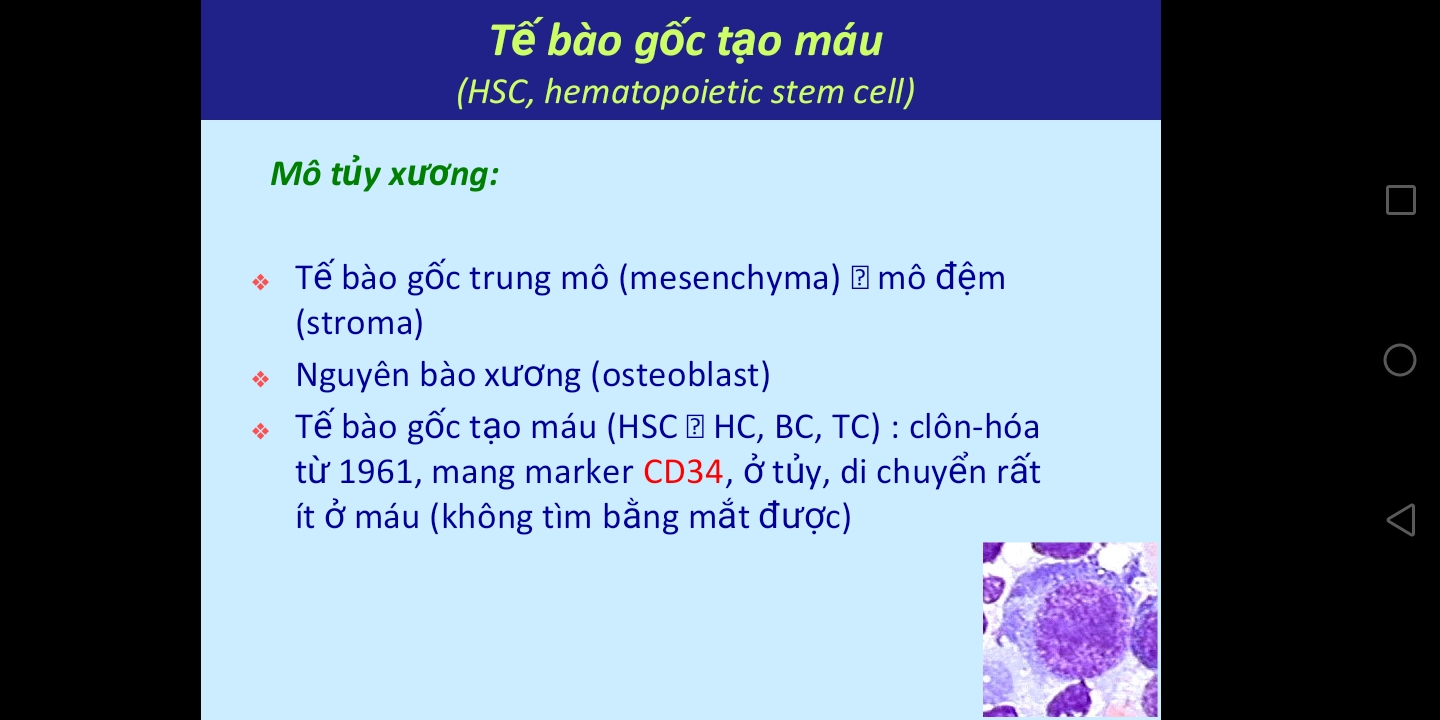 Tế bào gốc tạo máu
(HSC, hematopoietic stem cell)
Mô tủy xương:
❖ Tế bào gốc trung mô (mesenchyma) ⍰ mô đệm
(stroma)
❖ Nguyên bào xương (osteoblast)
❖ Tế bào gốc tạo máu (HSC ⍰ HC, BC, TC) : clôn-hóa
từ 1961, mang marker CD34, ở tủy, di chuyển rất
ít ở máu (không tìm bằng mắt được)